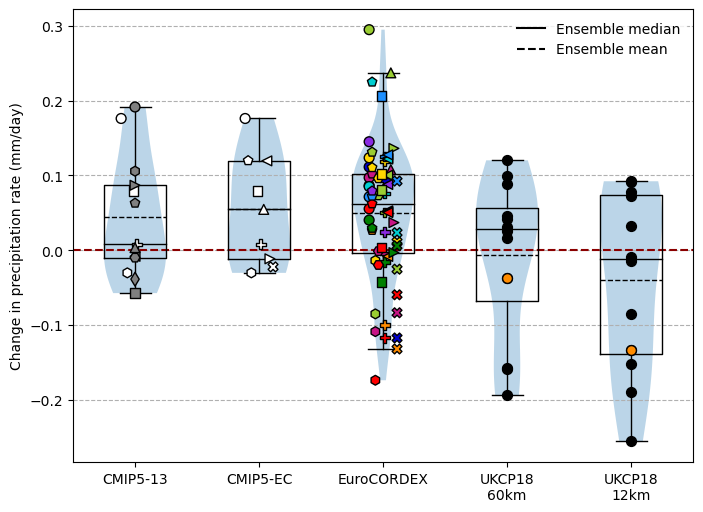 Change in precipitation rate (mm/day)
0.3
0.2
0.1
0.0
−0.1
−0.2
Ensemble median
Ensemble mean
CMIP5-13
CMIP5-EC
EuroCORDEX
UKCP18
60km
UKCP18
12km